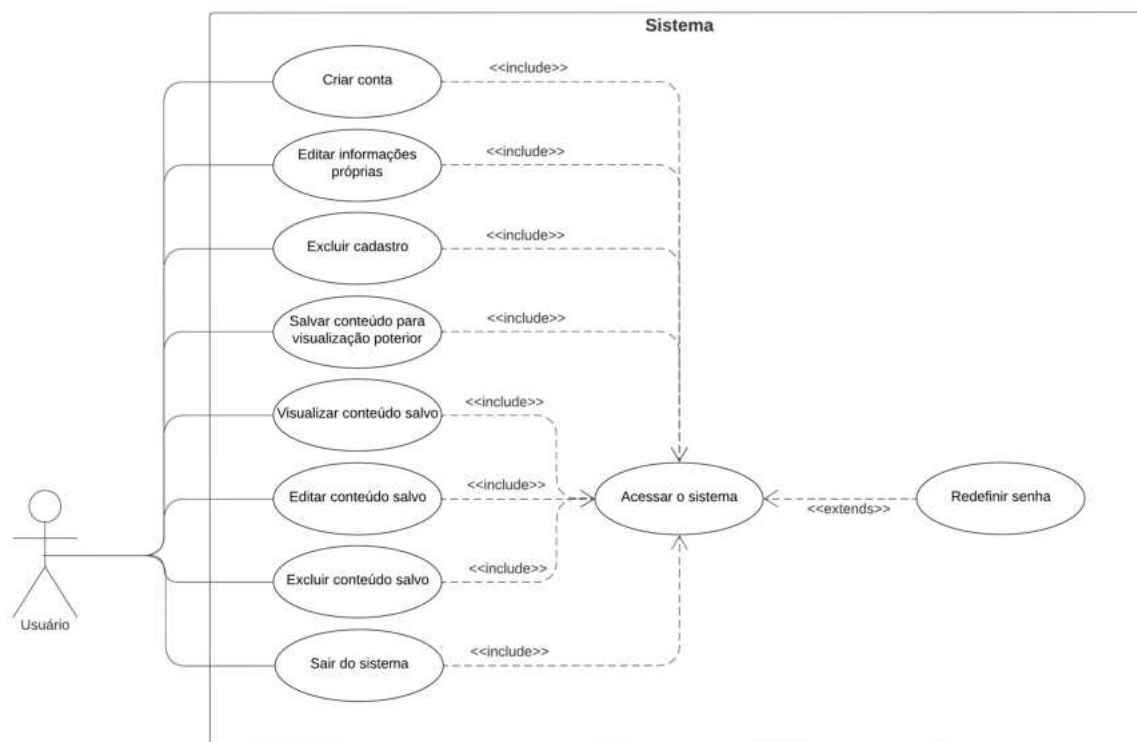 Sistema
Criar conta
<<include>>
Editar informações
próprias
<<include>>
Excluir cadastro
<<include>>
Salvar conteúdo para
visualização poterior
<<include>>
Visualizar conteúdo salvo
<<include>>
Editar conteúdo salvo
<<include>>
Acessar o sistema
<<extends>>
Redefinir senha
Excluir conteúdo salvo
<<include>>
Usuário
Sair do sistema
<<include>>